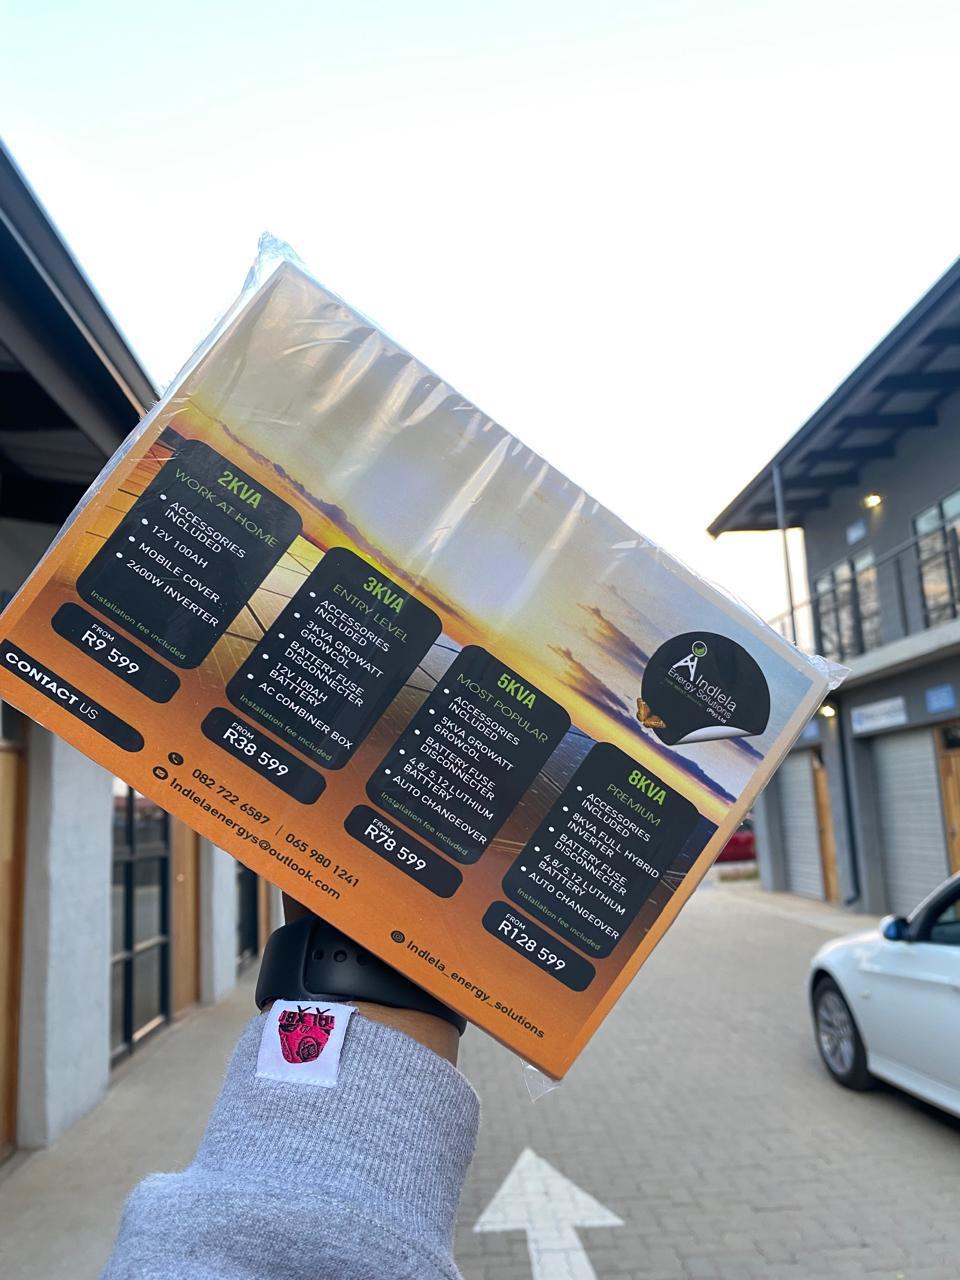 2KVA
WORK AT HOME
• ACCESSORIES
INCLUDED
• 12V 100AH
• MOBILE COVER
• 2400W INVERTER
Installation fee included
FROM
R9 599
3KVA
ENTRY LEVEL
• ACCESSORIES
INCLUDED
• 3KVA GROWATT
GROWCOL
• BATTERY FUSE
DISCONNECTER
• 12V 100AH
BATTERY
• AC COMBINER BOX
Installation fee included
FROM
R38 599
5KVA
MOST POPULAR
• ACCESSORIES
INCLUDED
• 5KVA GROWATT
GROWCOL
• BATTERY FUSE
DISCONNECTER
• 4.8/5.12 LUTHIUM
BATTTERY
• AUTO CHANGEOVER
Installation fee included
FROM
R78 599
8KVA
PREMIUM
• ACCESSORIES
INCLUDED
• 8KVA FULL HYBRID
INVERTER
• BATTERY FUSE
DISCONNECTER
• 4.8/5.12 LUTHIUM
BATTTERY
• AUTO CHANGEOVER
Installation fee included
FROM
R128 599
Indlela
Energy Solutions
(Pty) Ltd
CONTACT US
082 722 6587 | 065 980 1241
Indlelaenergys@outlook.com
Indlela_energy_solutions